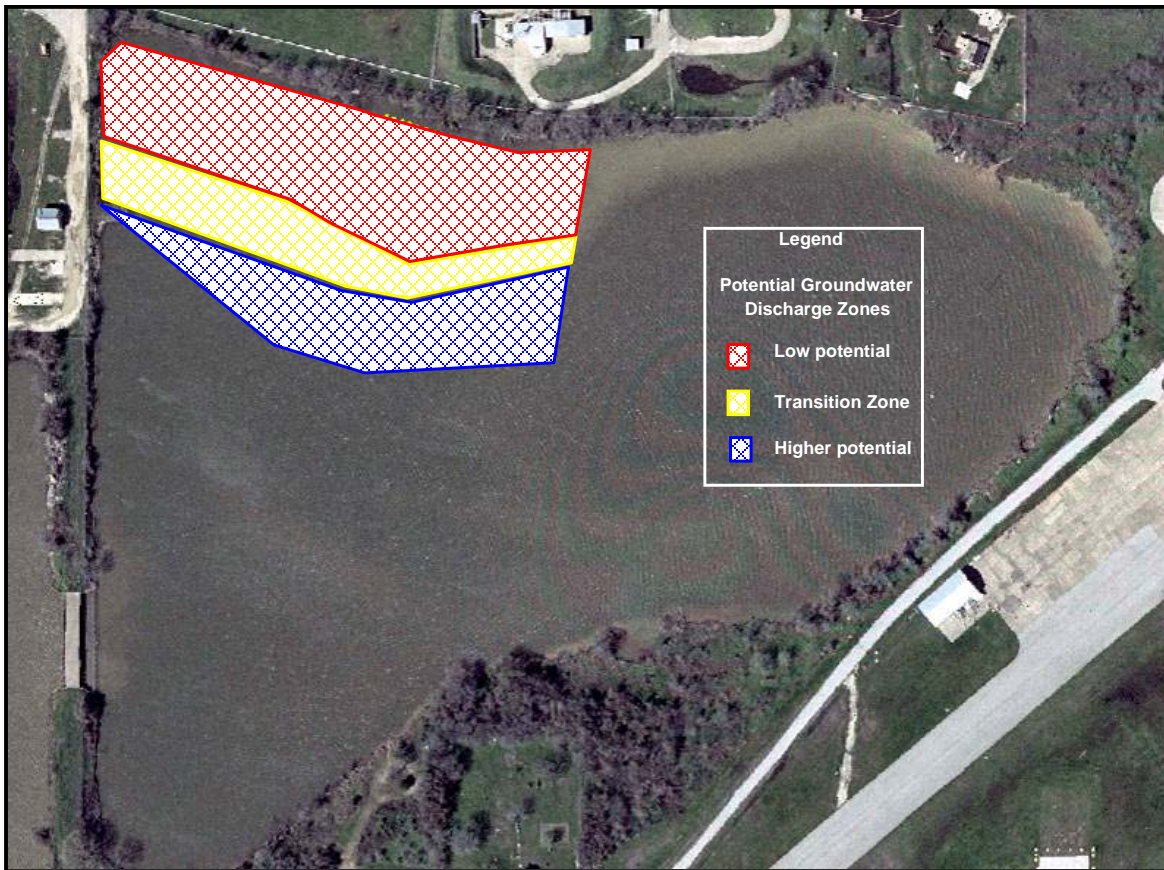 Legend
Potential Groundwater
Discharge Zones
Low potential
Transition Zone
Higher potential